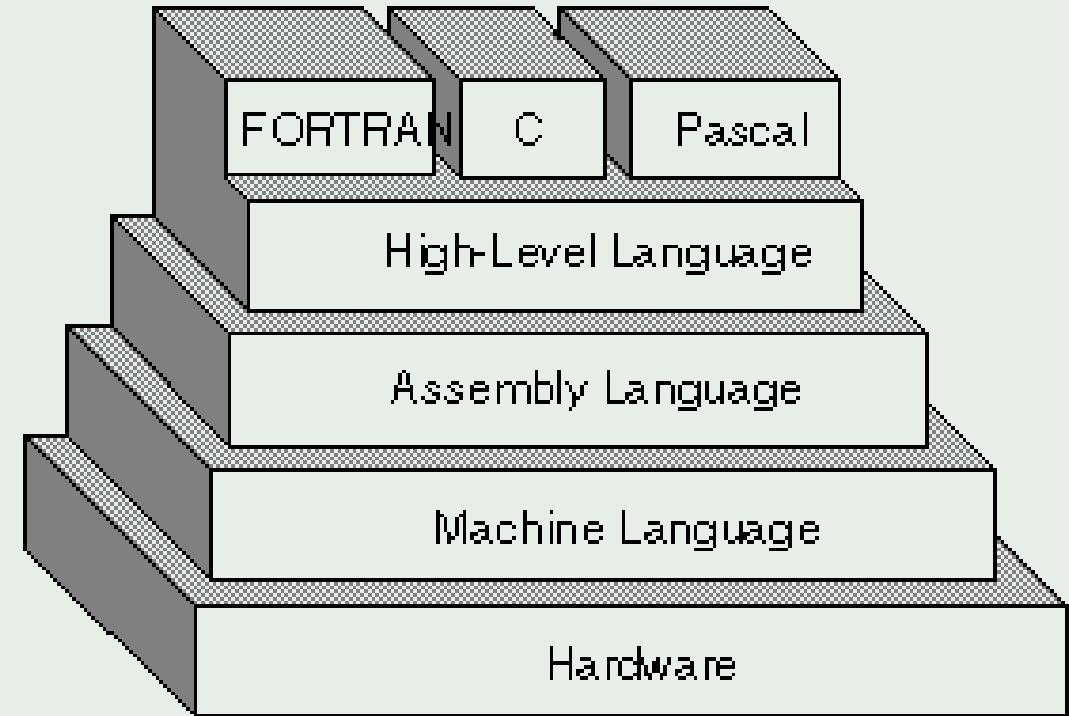 FORTRAN C Pascal
High-Level Language
Assembly Language
Machine Language
Hardware